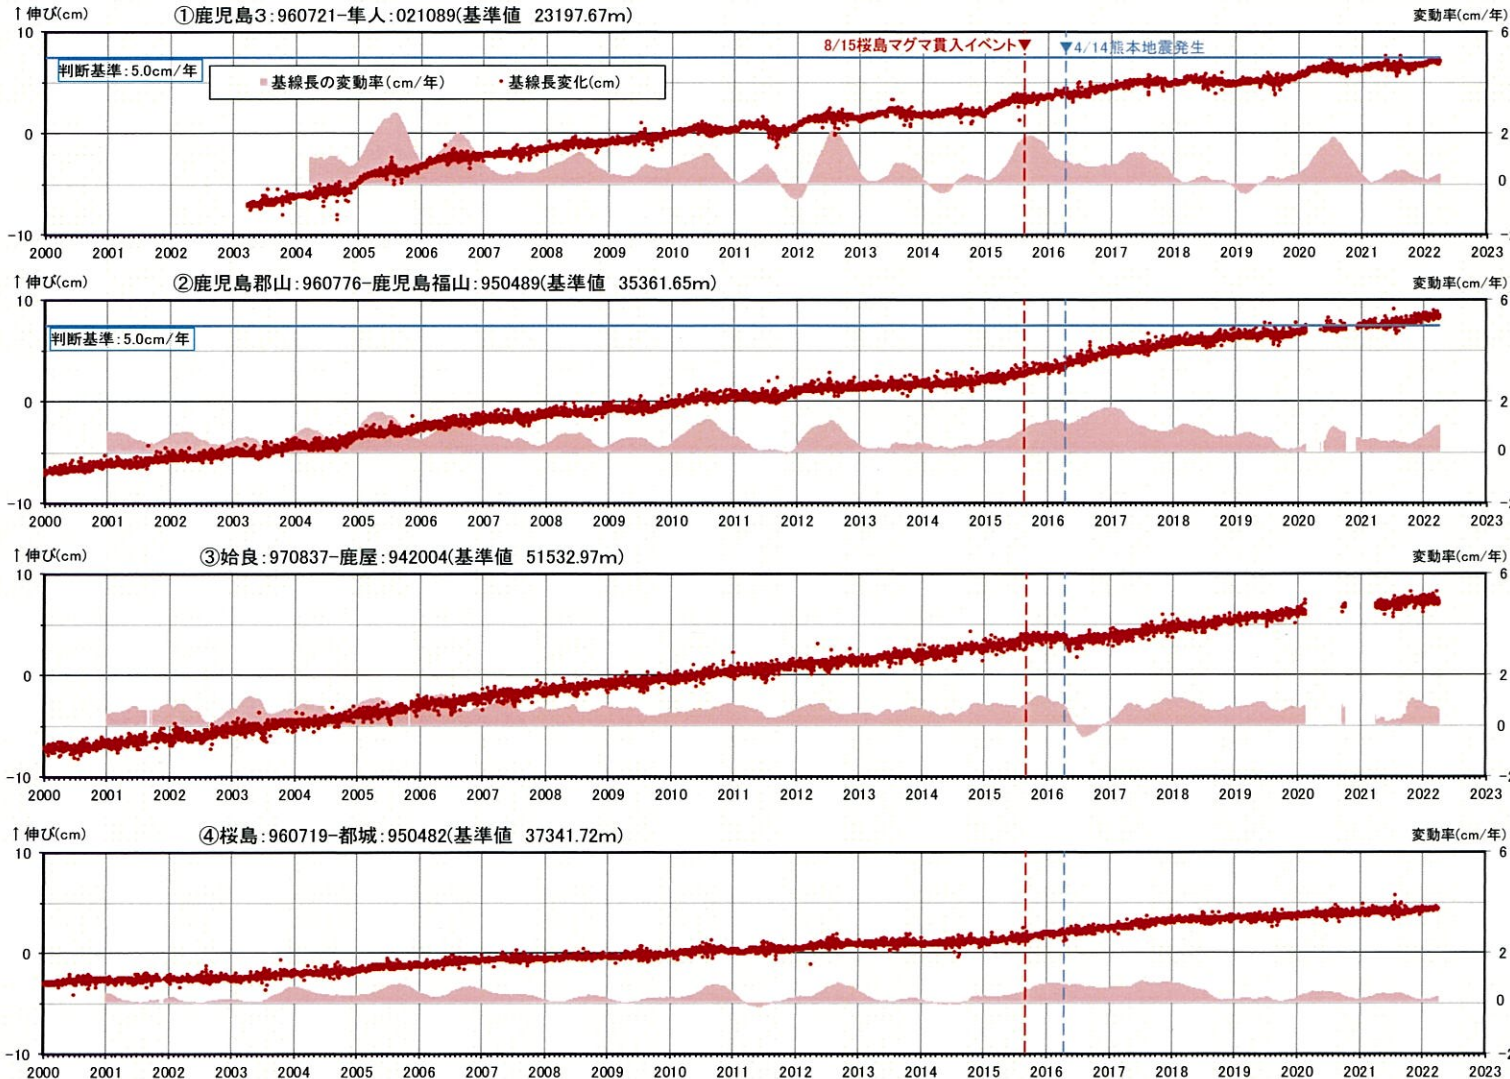 ↑伸び(cm) ①鹿児島3:960721-隼人:021089(基準値 23197.67m) 変動率(cm/年)
8/15桜島マグマ貫入イベント▼ ▼4/14熊本地震発生
判断基準:5.0cm/年
■基線長の変動率(cm/年) ・基線長変化(cm)
10 6
0 2
0
-10
2000 2001 2002 2003 2004 2005 2006 2007 2008 2009 2010 2011 2012 2013 2014 2015 2016 2017 2018 2019 2020 2021 2022 2023
↑伸び(cm) ②鹿児島郡山:960776-鹿児島福山:950489(基準値 35361.65m) 変動率(cm/年)
10 6
判断基準:5.0cm/年
0 2
0
-10
2000 2001 2002 2003 2004 2005 2006 2007 2008 2009 2010 2011 2012 2013 2014 2015 2016 2017 2018 2019 2020 2021 2022 2023
↑伸び(cm) ③姶良:970837-鹿屋:942004(基準値 51532.97m) 変動率(cm/年)
10 6
0 2
0
-10 -2
2000 2001 2002 2003 2004 2005 2006 2007 2008 2009 2010 2011 2012 2013 2014 2015 2016 2017 2018 2019 2020 2021 2022 2023
↑伸び(cm) ④桜島:960719-都城:950482(基準値 37341.72m) 変動率(cm/年)
10 6
0 2
0
-10 -2
2000 2001 2002 2003 2004 2005 2006 2007 2008 2009 2010 2011 2012 2013 2014 2015 2016 2017 2018 2019 2020 2021 2022 2023